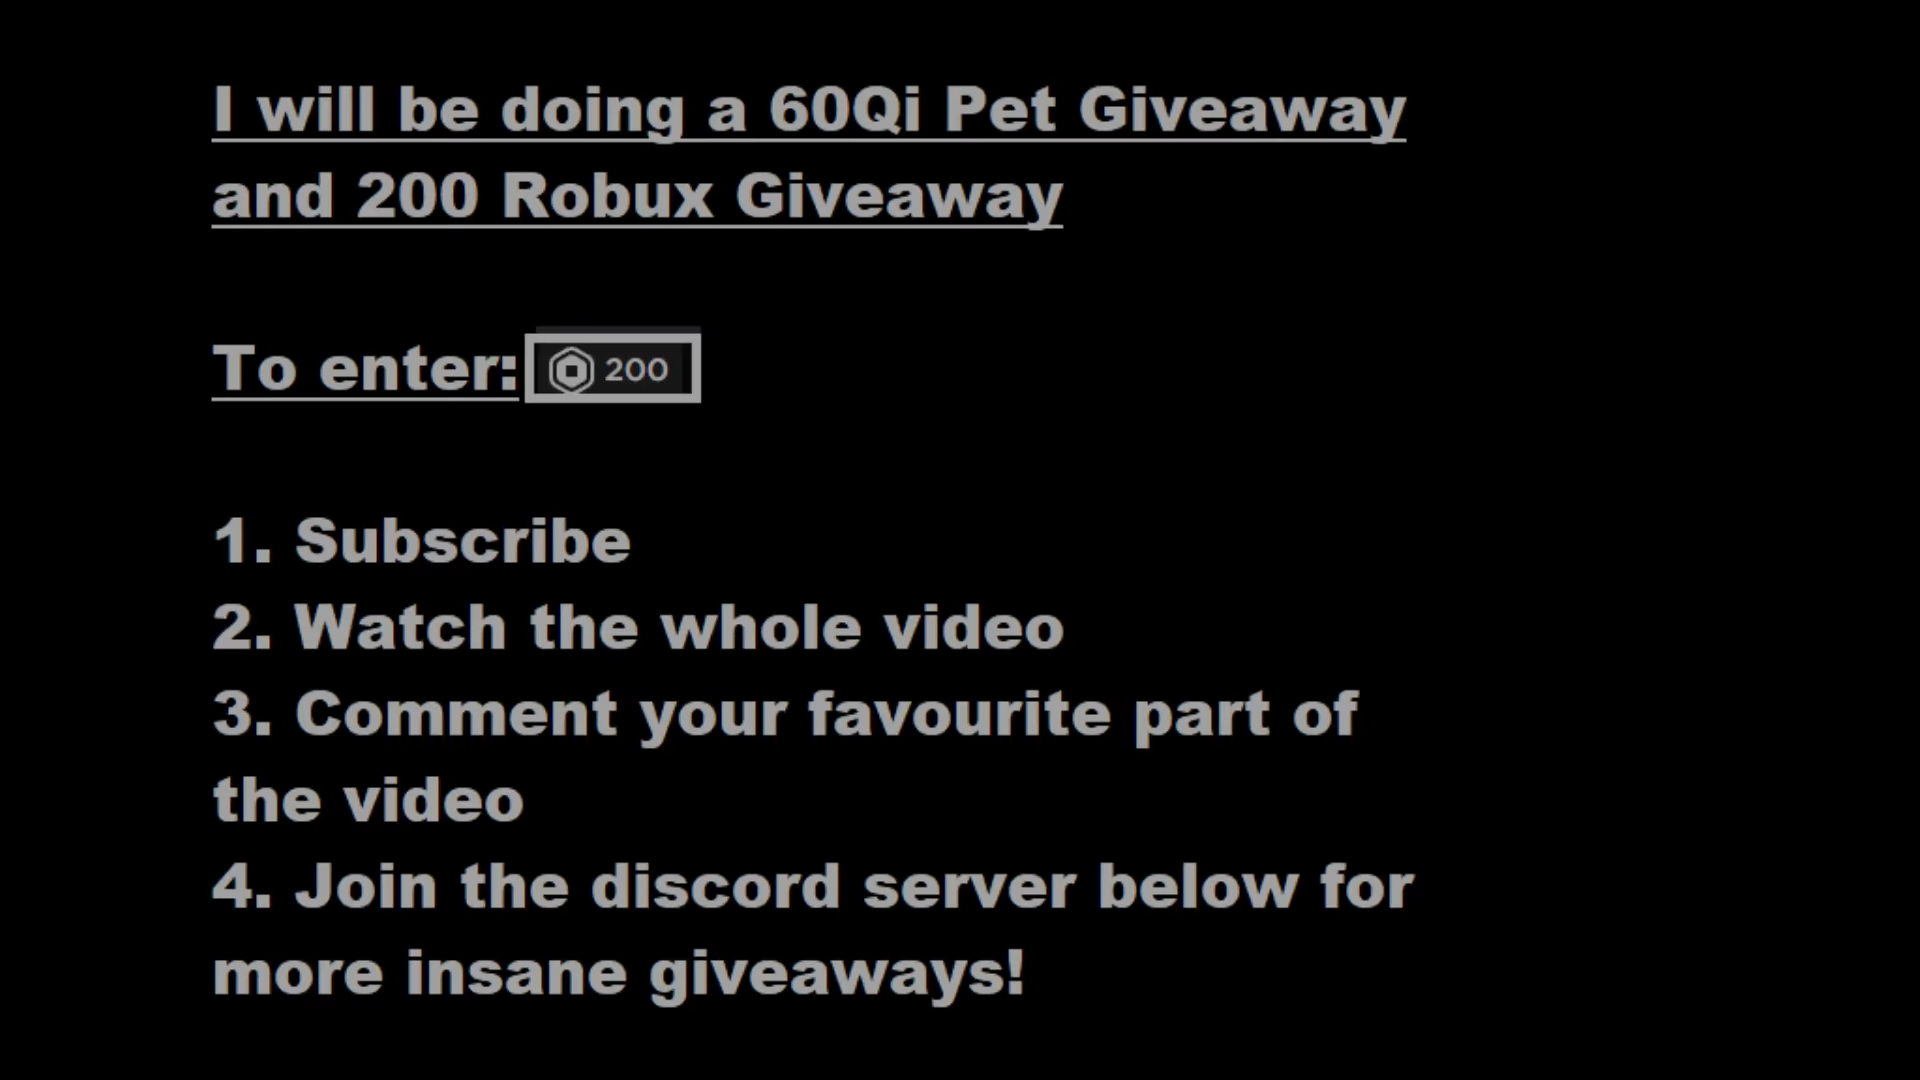 I will be doing a 60Qi Pet Giveaway
and 200 Robux Giveaway
To enter: 200
1. Subscribe
2. Watch the whole video
3. Comment your favourite part of
the video
4. Join the discord server below for
more insane giveaways!